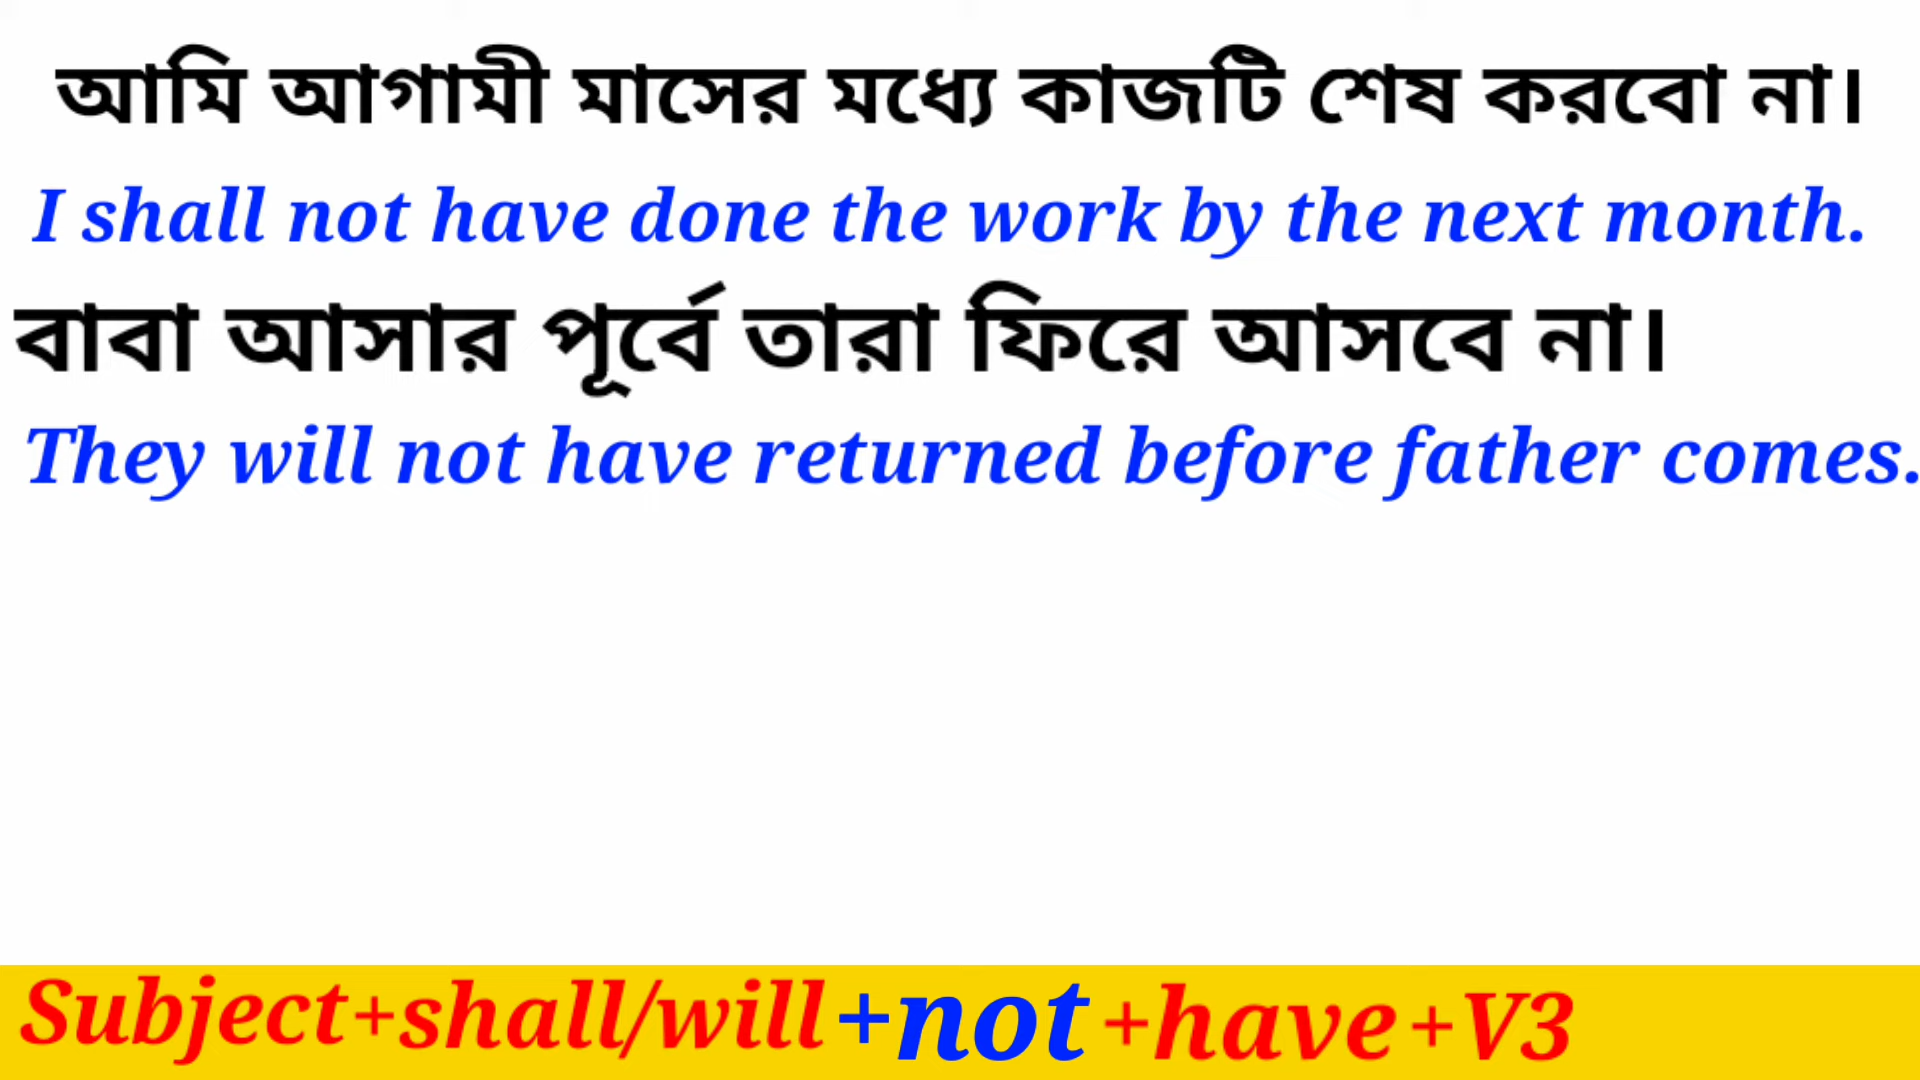 আমি আগামী মাসের মধ্যে কাজটি শেষ করবো না।
I shall not have done the work by the next month.
বাবা আসার পূর্বে তারা ফিরে আসবে না।
They will not have returned before father comes.
Subject+shall/will+not+have+V3